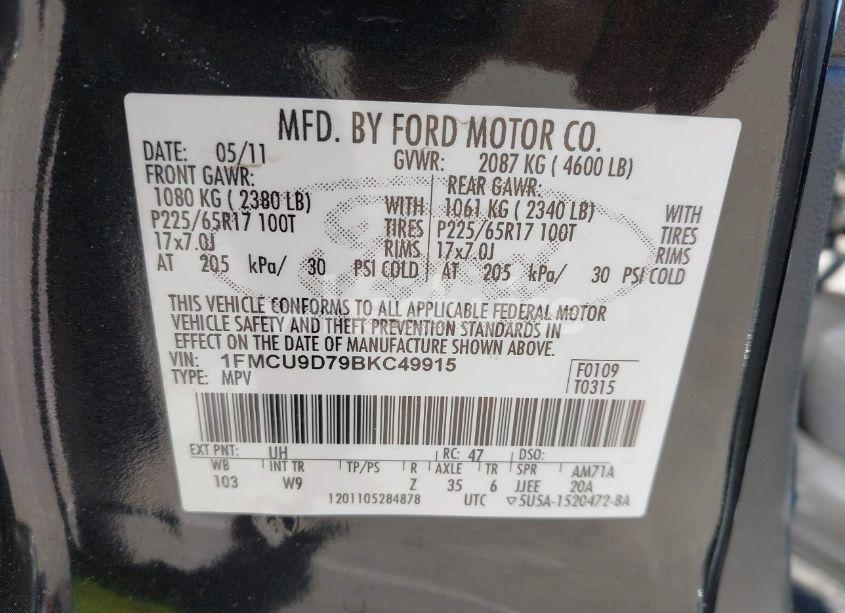 MFD. BY FORD MOTOR CO.
DATE: 05/11 GVWR: 2087 KG ( 4600 LB)
FRONT GAWR: REAR GAWR:
1080 KG ( 2380 LB) WITH 1061 KG ( 2340 LB) WITH
P225/65R17 100T TIRES P225/65R17 100T TIRES
17x7.0J RIMS 17x7.0J RIMS
AT 205 kPa/ 30 PSI COLD AT 205 kPa/ 30 PSI COLD
THIS VEHICLE CONFORMS TO ALL APPLICABLE FEDERAL MOTOR
VEHICLE SAFETY AND THEFT PREVENTION STANDARDS IN
EFFECT ON THE DATE OF MANUFACTURE SHOWN ABOVE.
VIN: 1FMCU9D79BKC49915 F0109
TYPE: MPV T0315
EXT PNT: UH RC: 47 DSO:
WB INT TR TP/PS R AXLE TR SPR AM71A
103 W9 Z 35 6 JJEE 20A
1201105284878 UTC ▽5U5A-1520472-BA